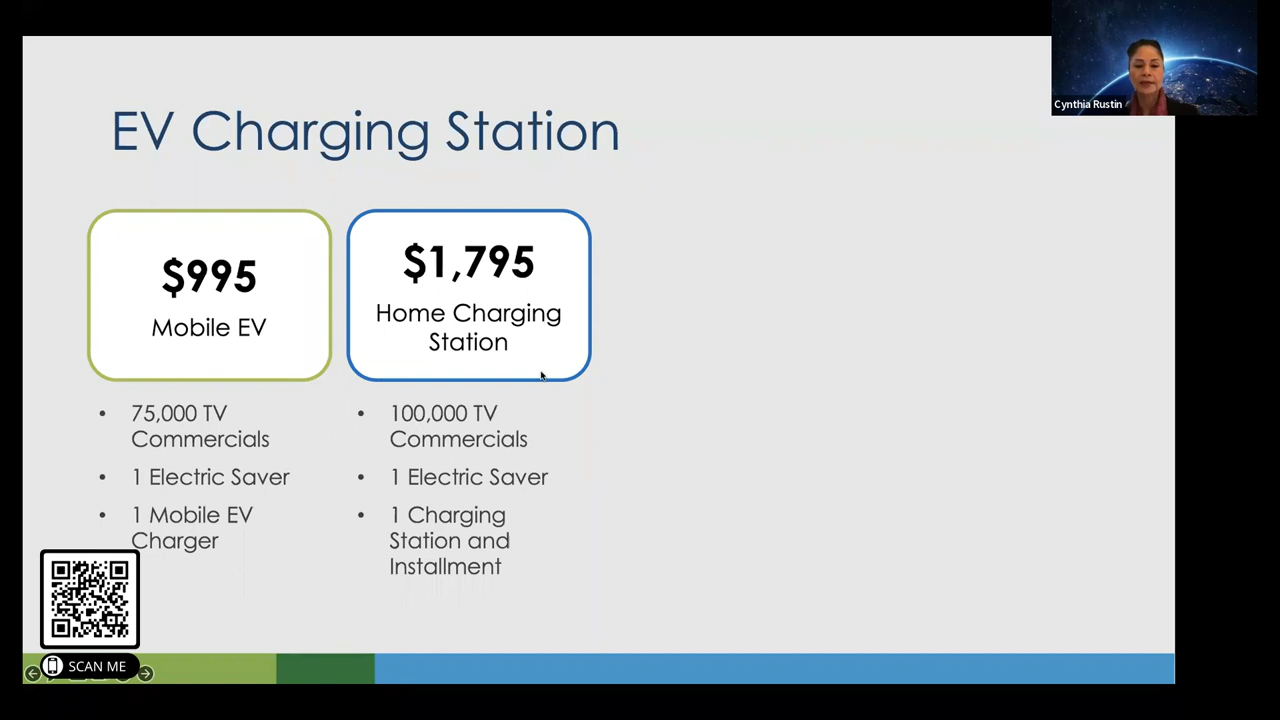 Cynthia Rustin
EV Charging Station
$995
Mobile EV
$1,795
Home Charging
Station
• 75,000 TV
Commercials
• 1 Electric Saver
• 1 Mobile EV
Charger
• 100,000 TV
Commercials
• 1 Electric Saver
• 1 Charging
Station and
Installment
SCAN ME